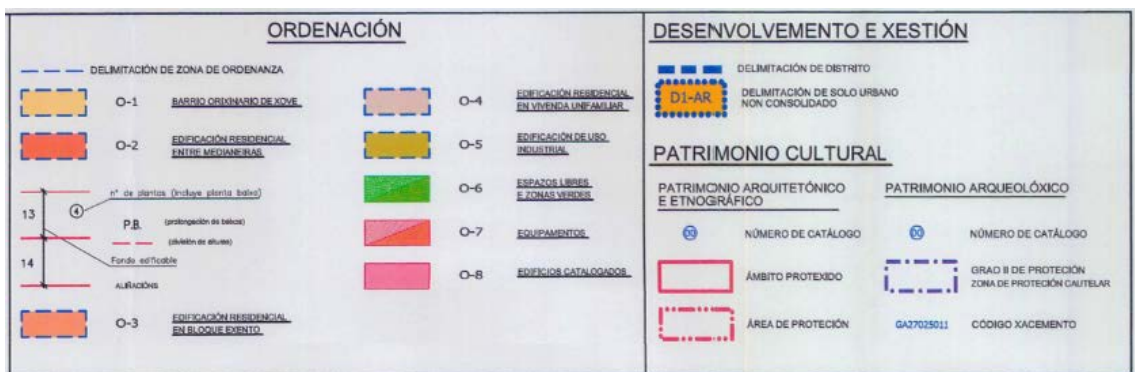 ORDENACIÓN
DELIMITACIÓN DE ZONA DE ORDENANZA
O-1 BARRIO ORIXINARIO DE XOVE
O-2 EDIFICACIÓN RESIDENCIAL
ENTRE MEDIANEIRAS
nº de plantas (incluye planta baixa)
13
4
P.B. (prolongación de baixos)
(división de alturas)
Fondo edificable
14
ALIÑACIÓNS
O-3 EDIFICACIÓN RESIDENCIAL
EN BLOQUE EXENTO
O-4 EDIFICACIÓN RESIDENCIAL
EN VIVENDA UNIFAMILIAR
O-5 EDIFICACIÓN DE USO
INDUSTRIAL
O-6 ESPAZOS LIBRES
E ZONAS VERDES
O-7 EQUIPAMENTOS
O-8 EDIFICIOS CATALOGADOS
DESENVOLVEMENTO E XESTIÓN
DELIMITACIÓN DE DISTRITO
D1-AR DELIMITACIÓN DE SOLO URBANO
NON CONSOLIDADO
PATRIMONIO CULTURAL
PATRIMONIO ARQUITETÓNICO
E ETNOGRÁFICO
NÚMERO DE CATÁLOGO
ÁMBITO PROTEXIDO
ÁREA DE PROTECIÓN
PATRIMONIO ARQUEOLÓXICO
NÚMERO DE CATÁLOGO
GRAO II DE PROTECIÓN
ZONA DE PROTECIÓN CAUTELAR
GA27025011 CÓDIGO XACEMENTO